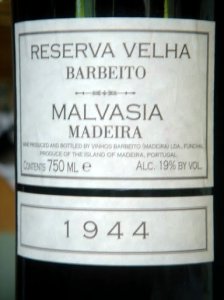 RESERVA VELHA
BARBEITO
MALVASIA
MADEIRA
WINE PRODUCED AND BOTTLED BY VINHOS BARBEITO (MADEIRA) LDA., FUNCHAL
PRODUCE OF THE ISLAND OF MADEIRA, PORTUGAL.
CONTENTS 750 ML ℮ ALC. 19% BY VOL.
1944